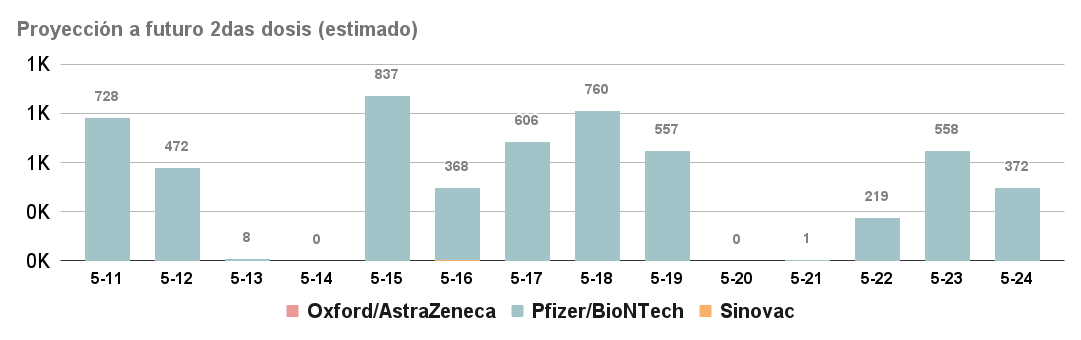 Proyección a futuro 2das dosis (estimado)
1K
1K
1K
0K
0K
728
472
8
0
837
368
606
760
557
0
1
219
558
372
5-11 5-12 5-13 5-14 5-15 5-16 5-17 5-18 5-19 5-20 5-21 5-22 5-23 5-24
Oxford/AstraZeneca Pfizer/BioNTech Sinovac